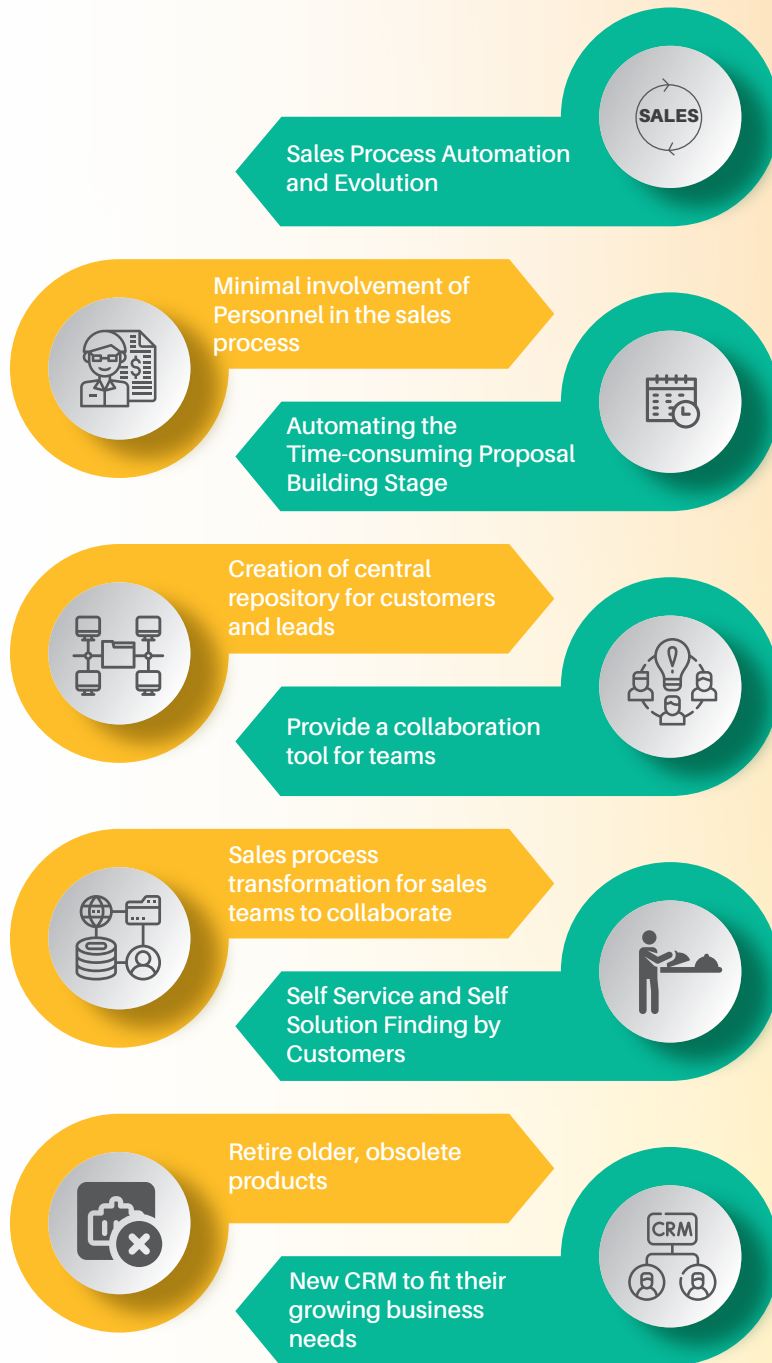 SALES
Sales Process Automation
and Evolution
Minimal involvement of
Personnel in the sales
process
$
Automating the
Time-consuming Proposal
Building Stage
Creation of central
repository for customers
and leads
Provide a collaboration
tool for teams
Sales process
transformation for sales
teams to collaborate
Self Service and Self
Solution Finding by
Customers
Retire older, obsolete
products
CRM
New CRM to fit their
growing business
needs